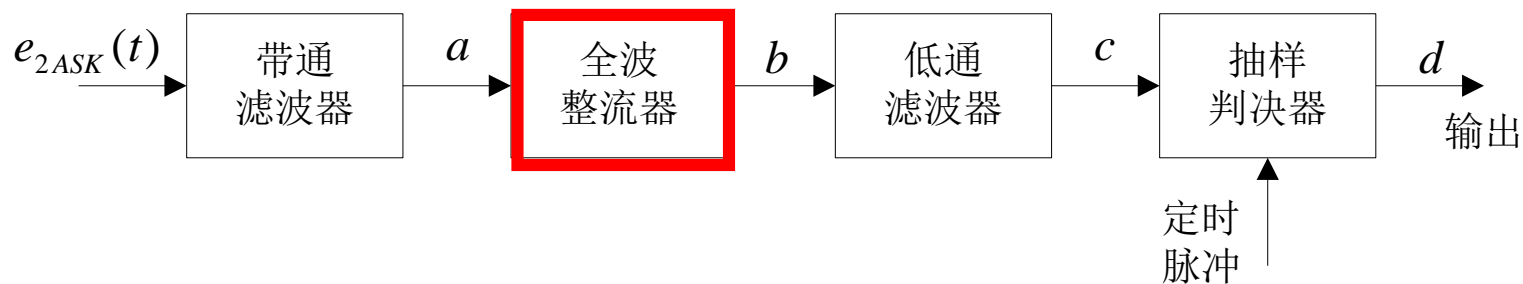 e2ASK(t)
带通
滤波器
a
全波
整流器
b
低通
滤波器
c
抽样
判决器
d
输出
定时
脉冲